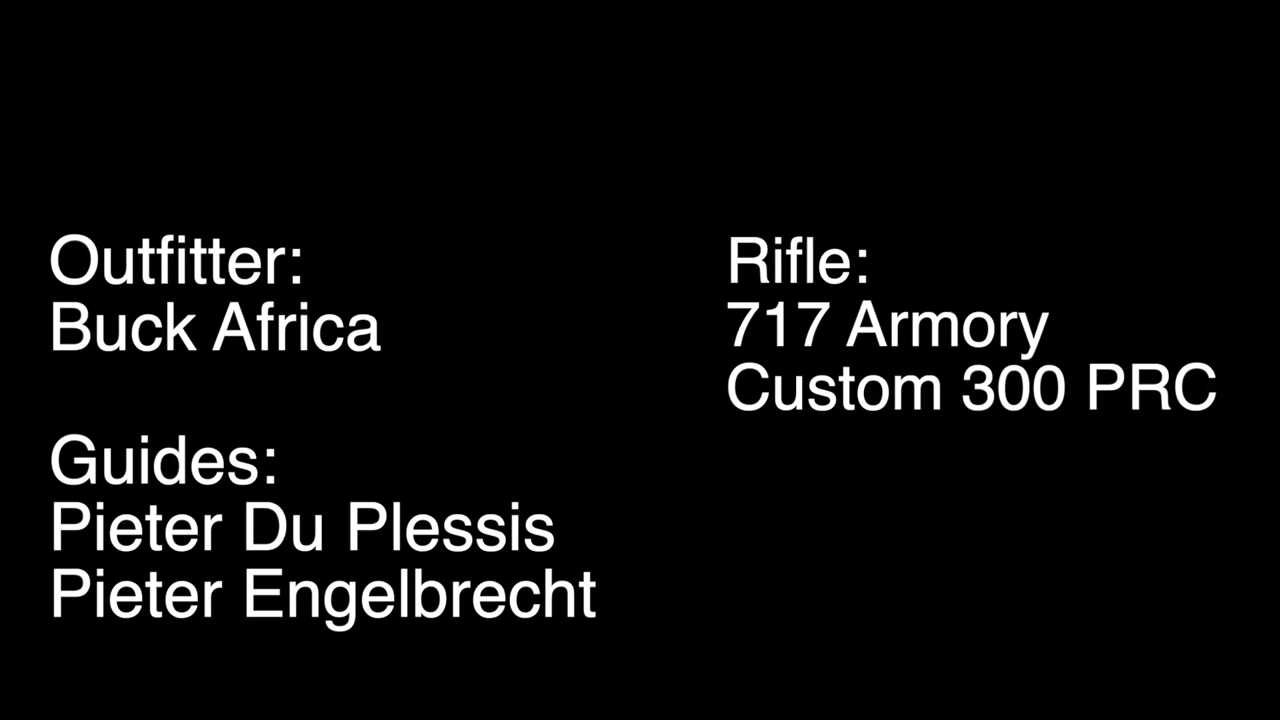 Outfitter:
Buck Africa
Guides:
Pieter Du Plessis
Pieter Engelbrecht
Rifle:
717 Armory
Custom 300 PRC